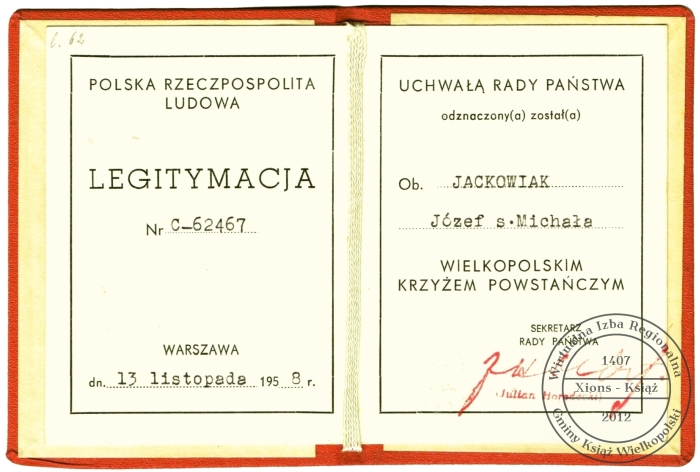 C. 62
POLSKA RZECZPOSPOLITA
LUDOWA
LEGITYMACJA
Nr C-62467
WARSZAWA
dn. 13 listopada 1958 r.
UCHWAŁĄ RADY PAŃSTWA
odznaczony(a) został(a)
Ob. JACKOWIAK
Józef s.Michała
WIELKOPOLSKIM
KRZYŻEM POWSTAŃCZYM
SEKRETARZ
RADY PAŃSTWA
Julian Horodecki
Wirtualna Izba Regionalna
1407
Xions - Książ
2012
Gminy Książ Wielkopolski